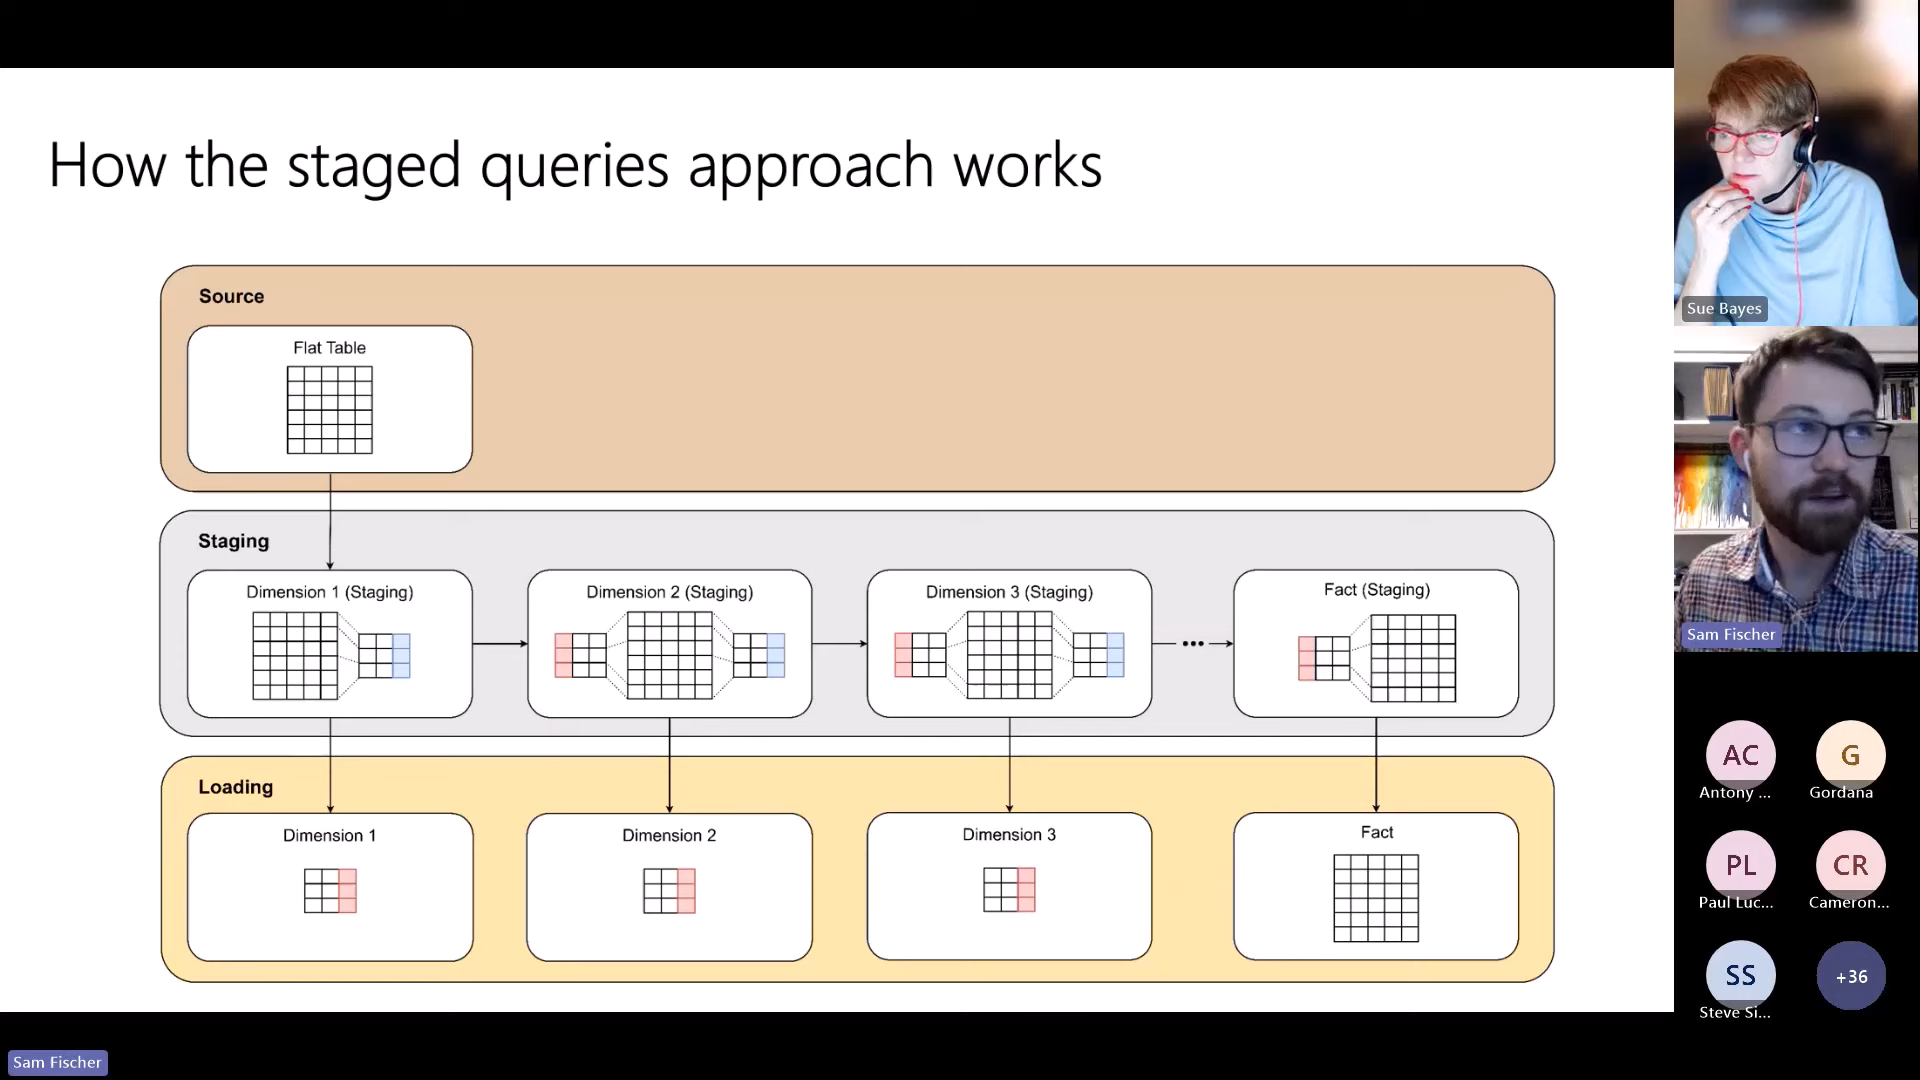 How the staged queries approach works
Source
Flat Table
Staging
Dimension 1 (Staging)
Dimension 2 (Staging)
Dimension 3 (Staging)
Fact (Staging)
Loading
Dimension 1
Dimension 2
Dimension 3
Fact
Sue Bayes
Sam Fischer
AC
Antony ...
G
Gordana
PL
Paul Luc...
CR
Cameron...
SS
Steve Si...
+36
Sam Fischer